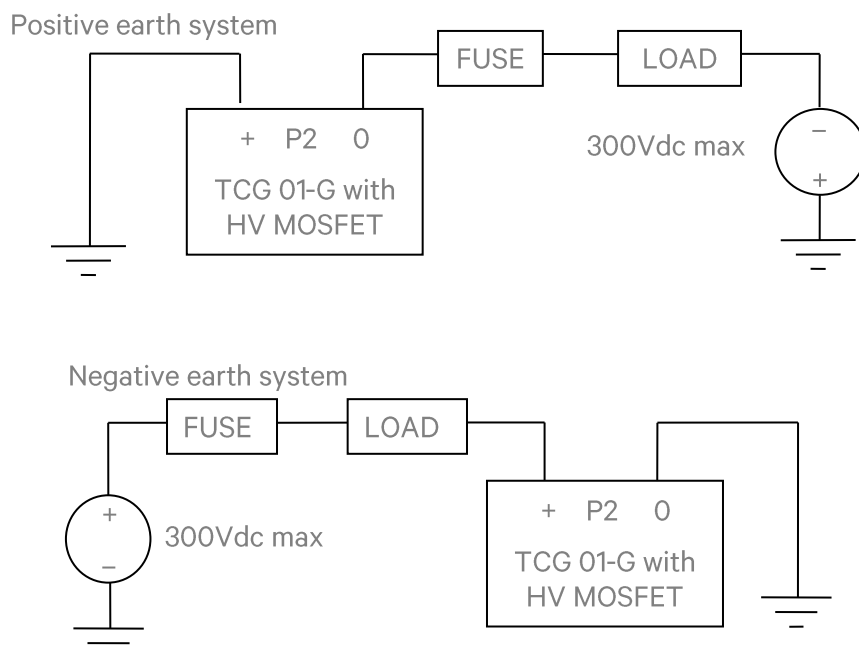 Positive earth system
FUSE
LOAD
+ P2 0
TCG 01-G with
HV MOSFET
300Vdc max
−
+
Negative earth system
FUSE
LOAD
+
−
300Vdc max
+ P2 0
TCG 01-G with
HV MOSFET